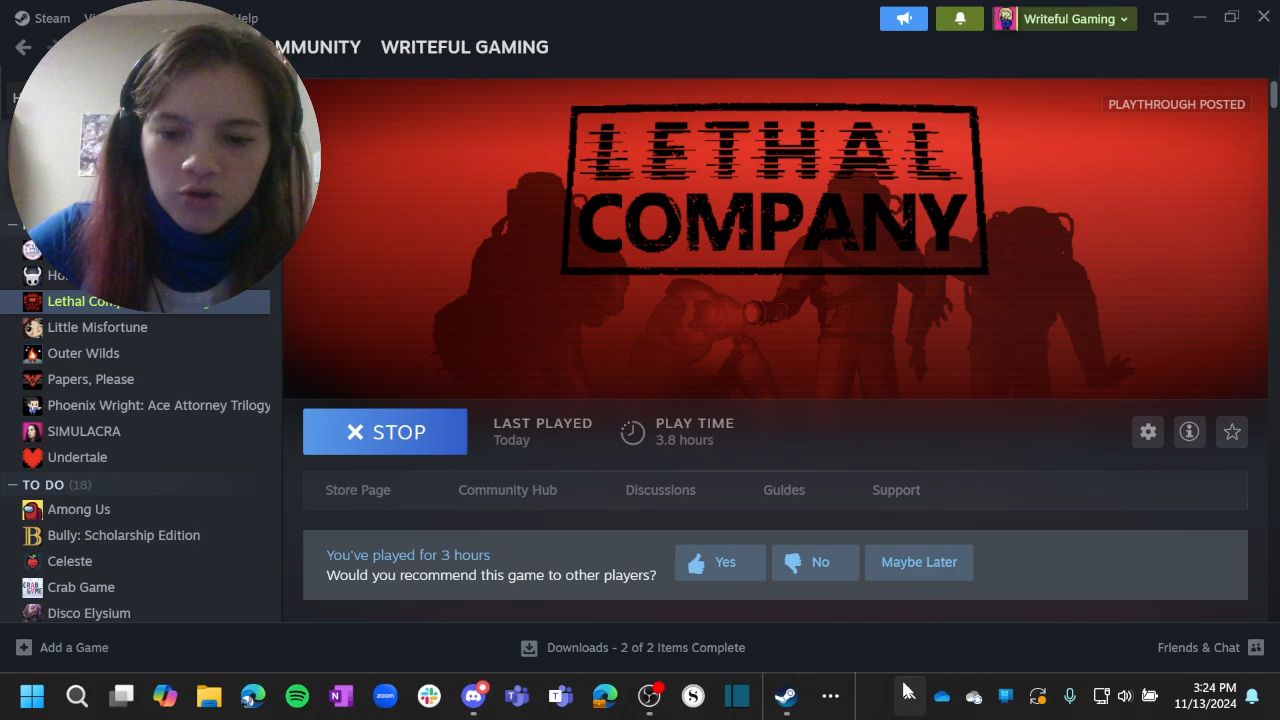 Steam
Help
Writeful Gaming
MMUNITY WRITEFUL GAMING
PLAYTHROUGH POSTED
LETHAL
COMPANY
Lethal
Little Misfortune
Outer Wilds
Papers, Please
Phoenix Wright: Ace Attorney Trilogy
SIMULACRA
Undertale
TO DO (18)
Among Us
Bully: Scholarship Edition
Celeste
Crab Game
Disco Elysium
STOP
LAST PLAYED
Today
PLAY TIME
3.8 hours
Store Page
Community Hub
Discussions
Guides
Support
You've played for 3 hours
Would you recommend this game to other players?
Yes
No
Maybe Later
Add a Game
Downloads - 2 of 2 Items Complete
Friends & Chat
zoom
3:24 PM
11/13/2024